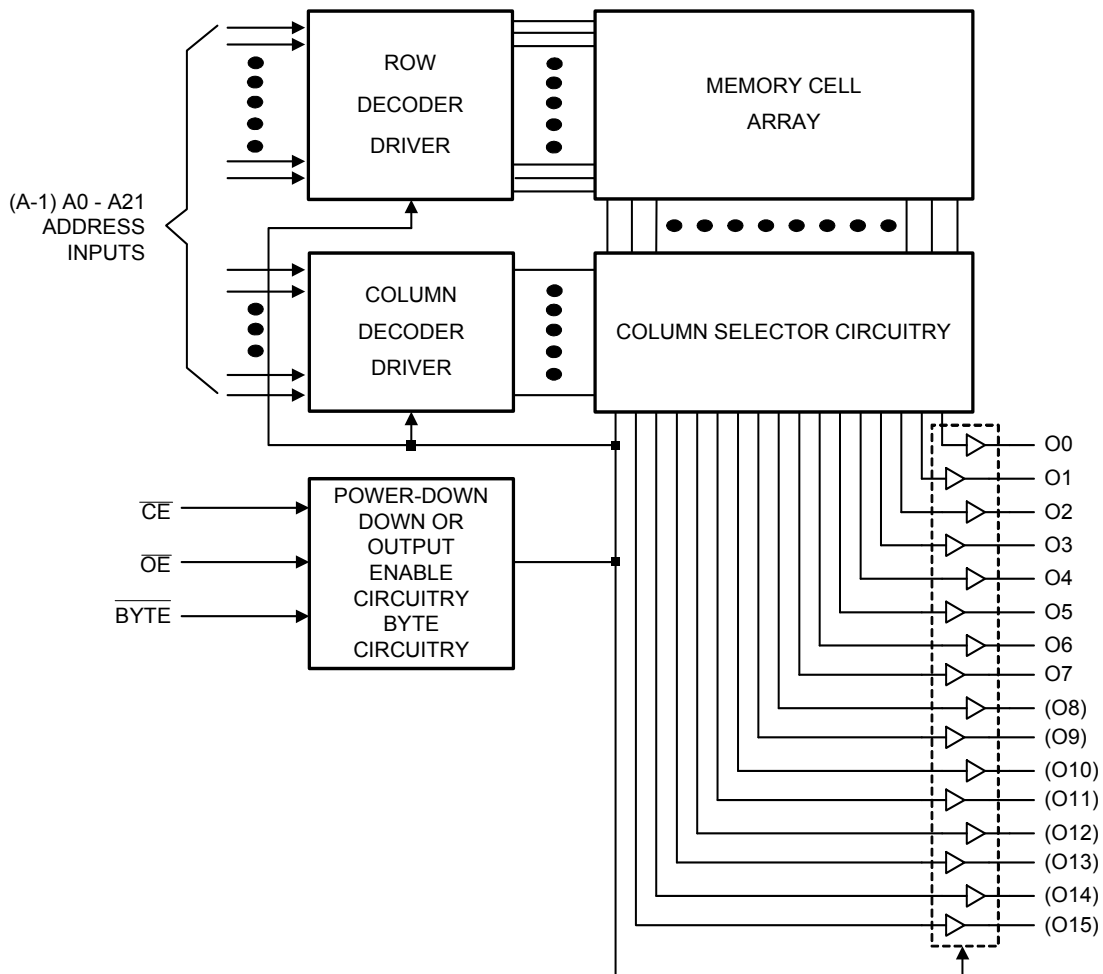 ROW
DECODER
DRIVER
MEMORY CELL
ARRAY
(A-1) A0 - A21
ADDRESS
INPUTS
COLUMN
DECODER
DRIVER
COLUMN SELECTOR CIRCUITRY
CE
OE
BYTE
POWER-DOWN
DOWN OR
OUTPUT
ENABLE
CIRCUITRY
BYTE
CIRCUITRY
O0
O1
O2
O3
O4
O5
O6
O7
(O8)
(O9)
(O10)
(O11)
(O12)
(O13)
(O14)
(O15)